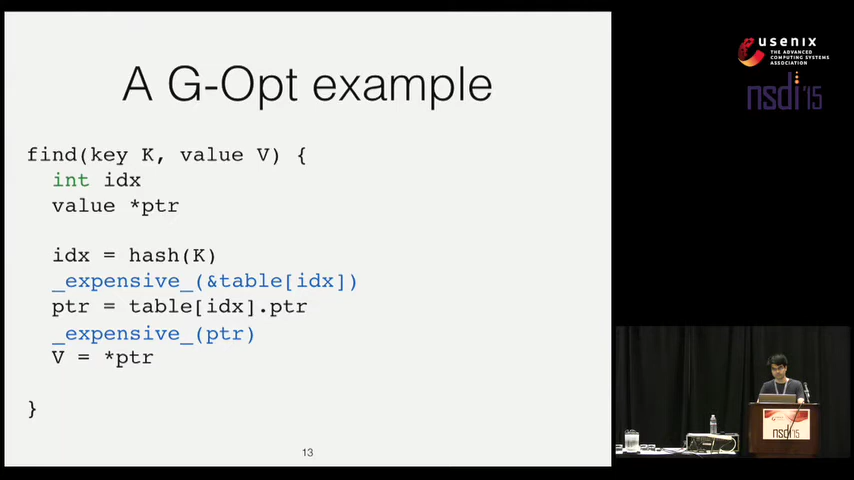 A G-Opt example
find(key K, value V) {
int idx
value *ptr
idx = hash(K)
_expensive_(&table[idx])
ptr = table[idx].ptr
_expensive_(ptr)
V = *ptr
}
13
usenix
THE ADVANCED
COMPUTING SYSTEMS
ASSOCIATION
nsdi '15
nsdi'15